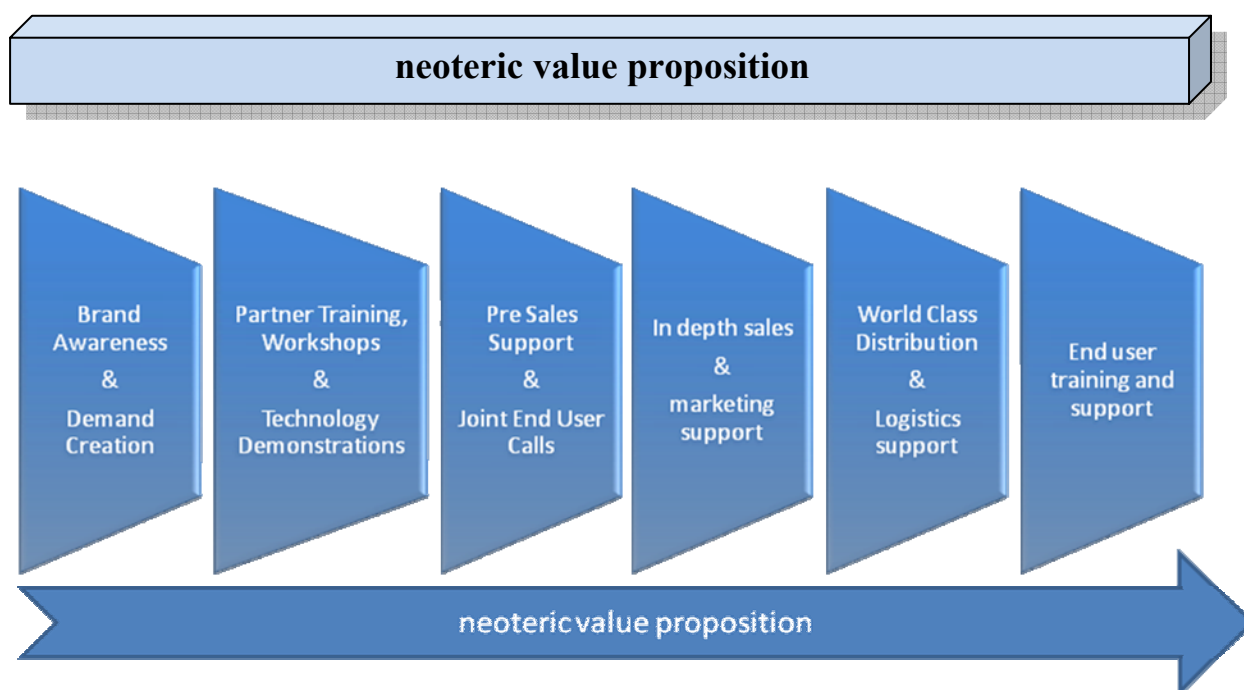 neoteric value proposition
Brand
Awareness
&
Demand
Creation
Partner Training,
Workshops
&
Technology
Demonstrations
Pre Sales
Support
&
Joint End User
Calls
In depth sales
&
marketing
support
World Class
Distribution
&
Logistics
support
End user
training and
support
neoteric value proposition